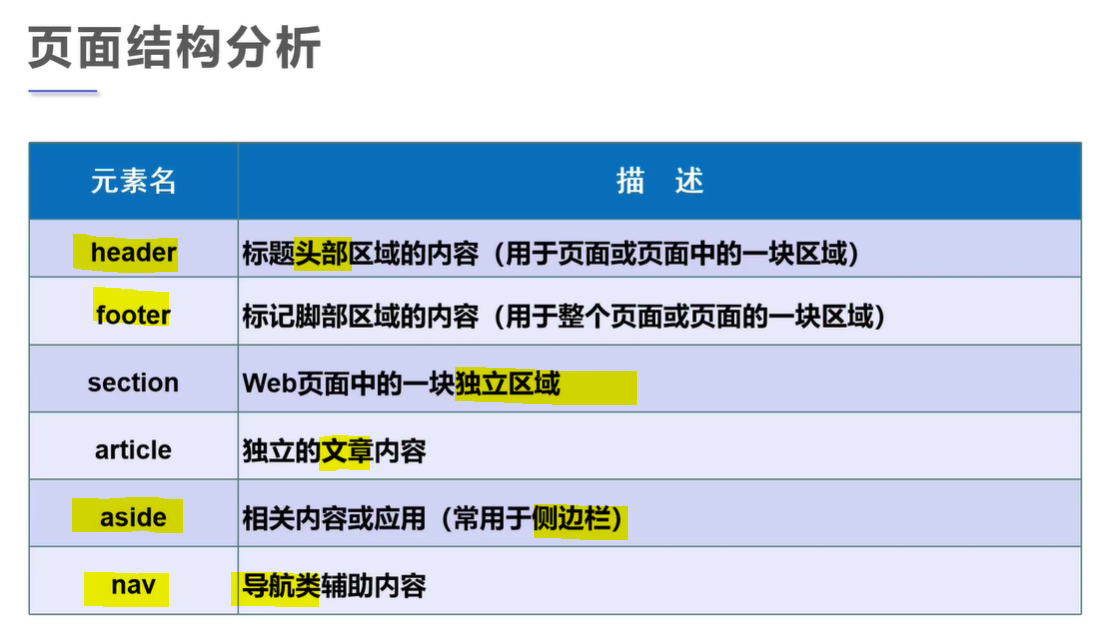 页面结构分析
元素名 描 述
header 标题头部区域的内容（用于页面或页面中的一块区域）
footer 标记脚部区域的内容（用于整个页面或页面的一块区域）
section Web页面中的一块独立区域
article 独立的文章内容
aside 相关内容或应用（常用于侧边栏）
nav 导航类辅助内容